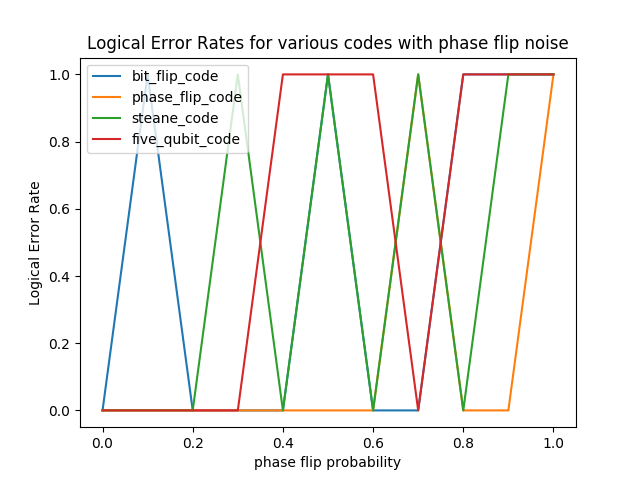 Logical Error Rates for various codes with phase flip noise
bit_flip_code
phase_flip_code
steane_code
five_qubit_code
1.0
0.8
0.6
0.4
0.2
0.0
Logical Error Rate
0.0 0.2 0.4 0.6 0.8 1.0
phase flip probability